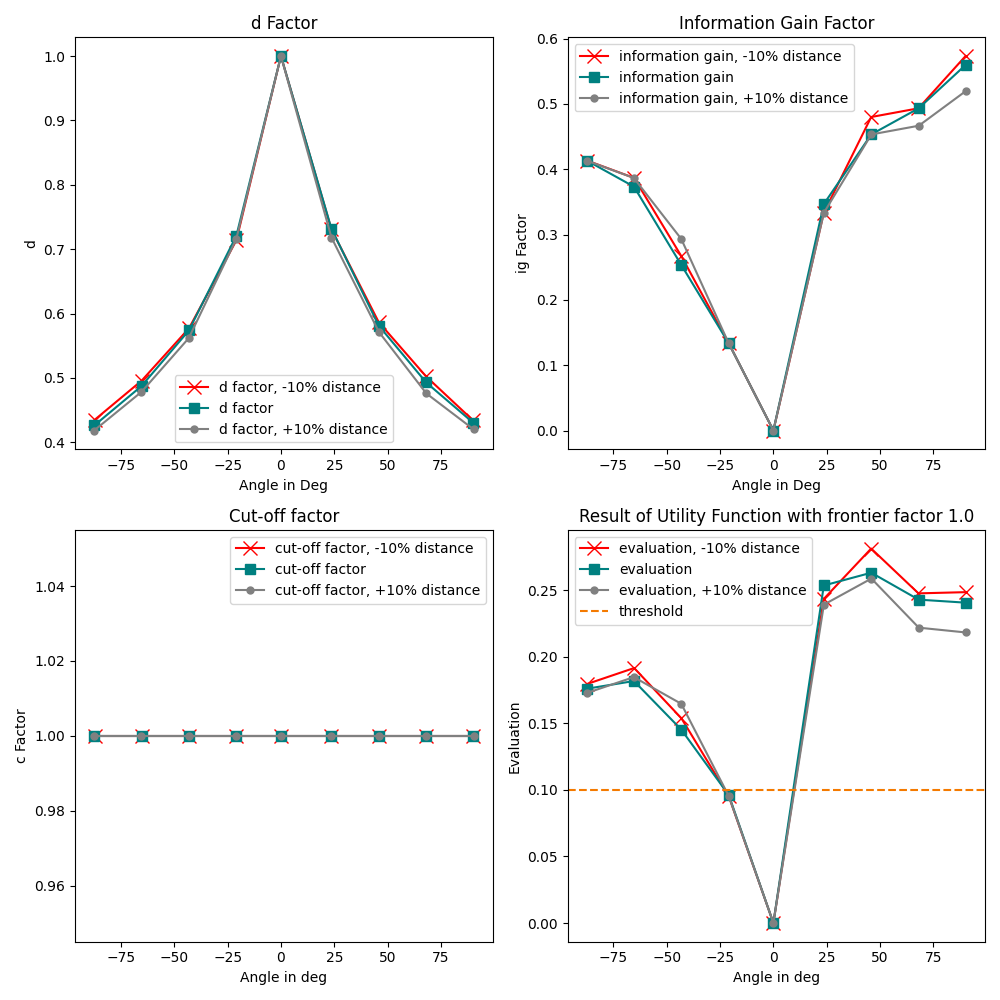 d Factor
d
1.0
0.9
0.8
0.7
0.6
0.5
0.4
d factor, -10% distance
d factor
d factor, +10% distance
−75
−50
−25
0
25
50
75
Angle in Deg
Information Gain Factor
ig Factor
0.6
0.5
0.4
0.3
0.2
0.1
0.0
information gain, -10% distance
information gain
information gain, +10% distance
−75
−50
−25
0
25
50
75
Angle in Deg
Cut-off factor
c Factor
1.04
1.02
1.00
0.98
0.96
cut-off factor, -10% distance
cut-off factor
cut-off factor, +10% distance
−75
−50
−25
0
25
50
75
Angle in deg
Result of Utility Function with frontier factor 1.0
Evaluation
0.25
0.20
0.15
0.10
0.05
0.00
evaluation, -10% distance
evaluation
evaluation, +10% distance
threshold
−75
−50
−25
0
25
50
75
Angle in deg